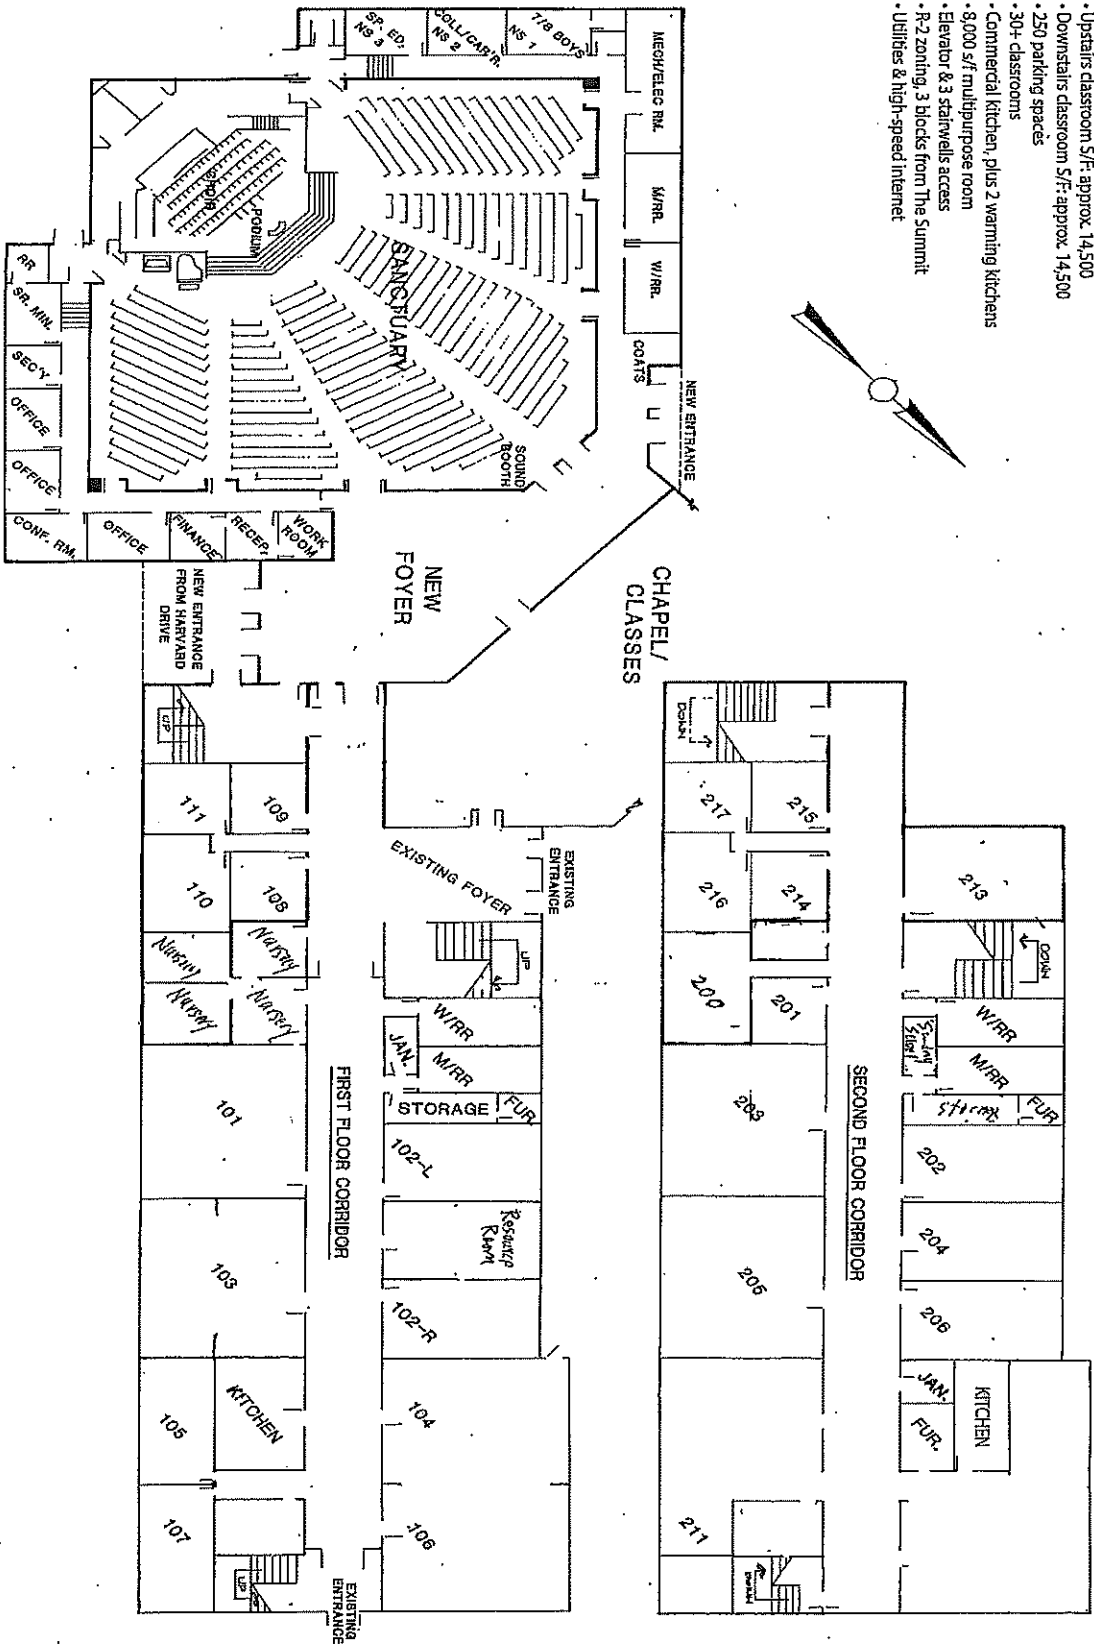 • Upstairs classroom S/F: approx. 14,500
• Downstairs classroom S/F: approx. 14,500
• 250 parking spaces
• 30+ classrooms
• Commercial kitchen, plus 2 warming kitchens
• 8,000 s/f multipurpose room
• Elevator & 3 stairwells access
• R-2 zoning, 3 blocks from The Summit
• Utilities & high-speed internet
MECH/ELEC RM.
M/RR.
W/RR.
COATS
NEW ENTRANCE
7/8 BOYS
NS 1
COLL/CAR'R.
NS 2
SP. ED.
NS 3
SANCTUARY
PODIUM
CHOIR
SOUND
BOOTH
RR
SR. MIN.
SEC'Y
OFFICE
OFFICE
CONF. RM.
OFFICE
FINANCE
RECEP.
WORK
ROOM
NEW
FOYER
NEW ENTRANCE
FROM HARVARD
DRIVE
CHAPEL/
CLASSES
DOWN
217
215
216
214
213
DOWN
200
201
W/RR
M/RR
Sunday
FUR
203
SECOND FLOOR CORRIDOR
202
204
205
206
JAN.
FUR.
KITCHEN
211
DOWN
UP
111
109
110
108
EXISTING FOYER
EXISTING
ENTRANCE
UP
Nursery
Nursery
Nursery
Nursery
W/RR
JAN.
M/RR
STORAGE
FUR.
101
FIRST FLOOR CORRIDOR
102-L
Resource
Room
103
102-R
105
KITCHEN
104
107
106
UP
EXISTING
ENTRANCE